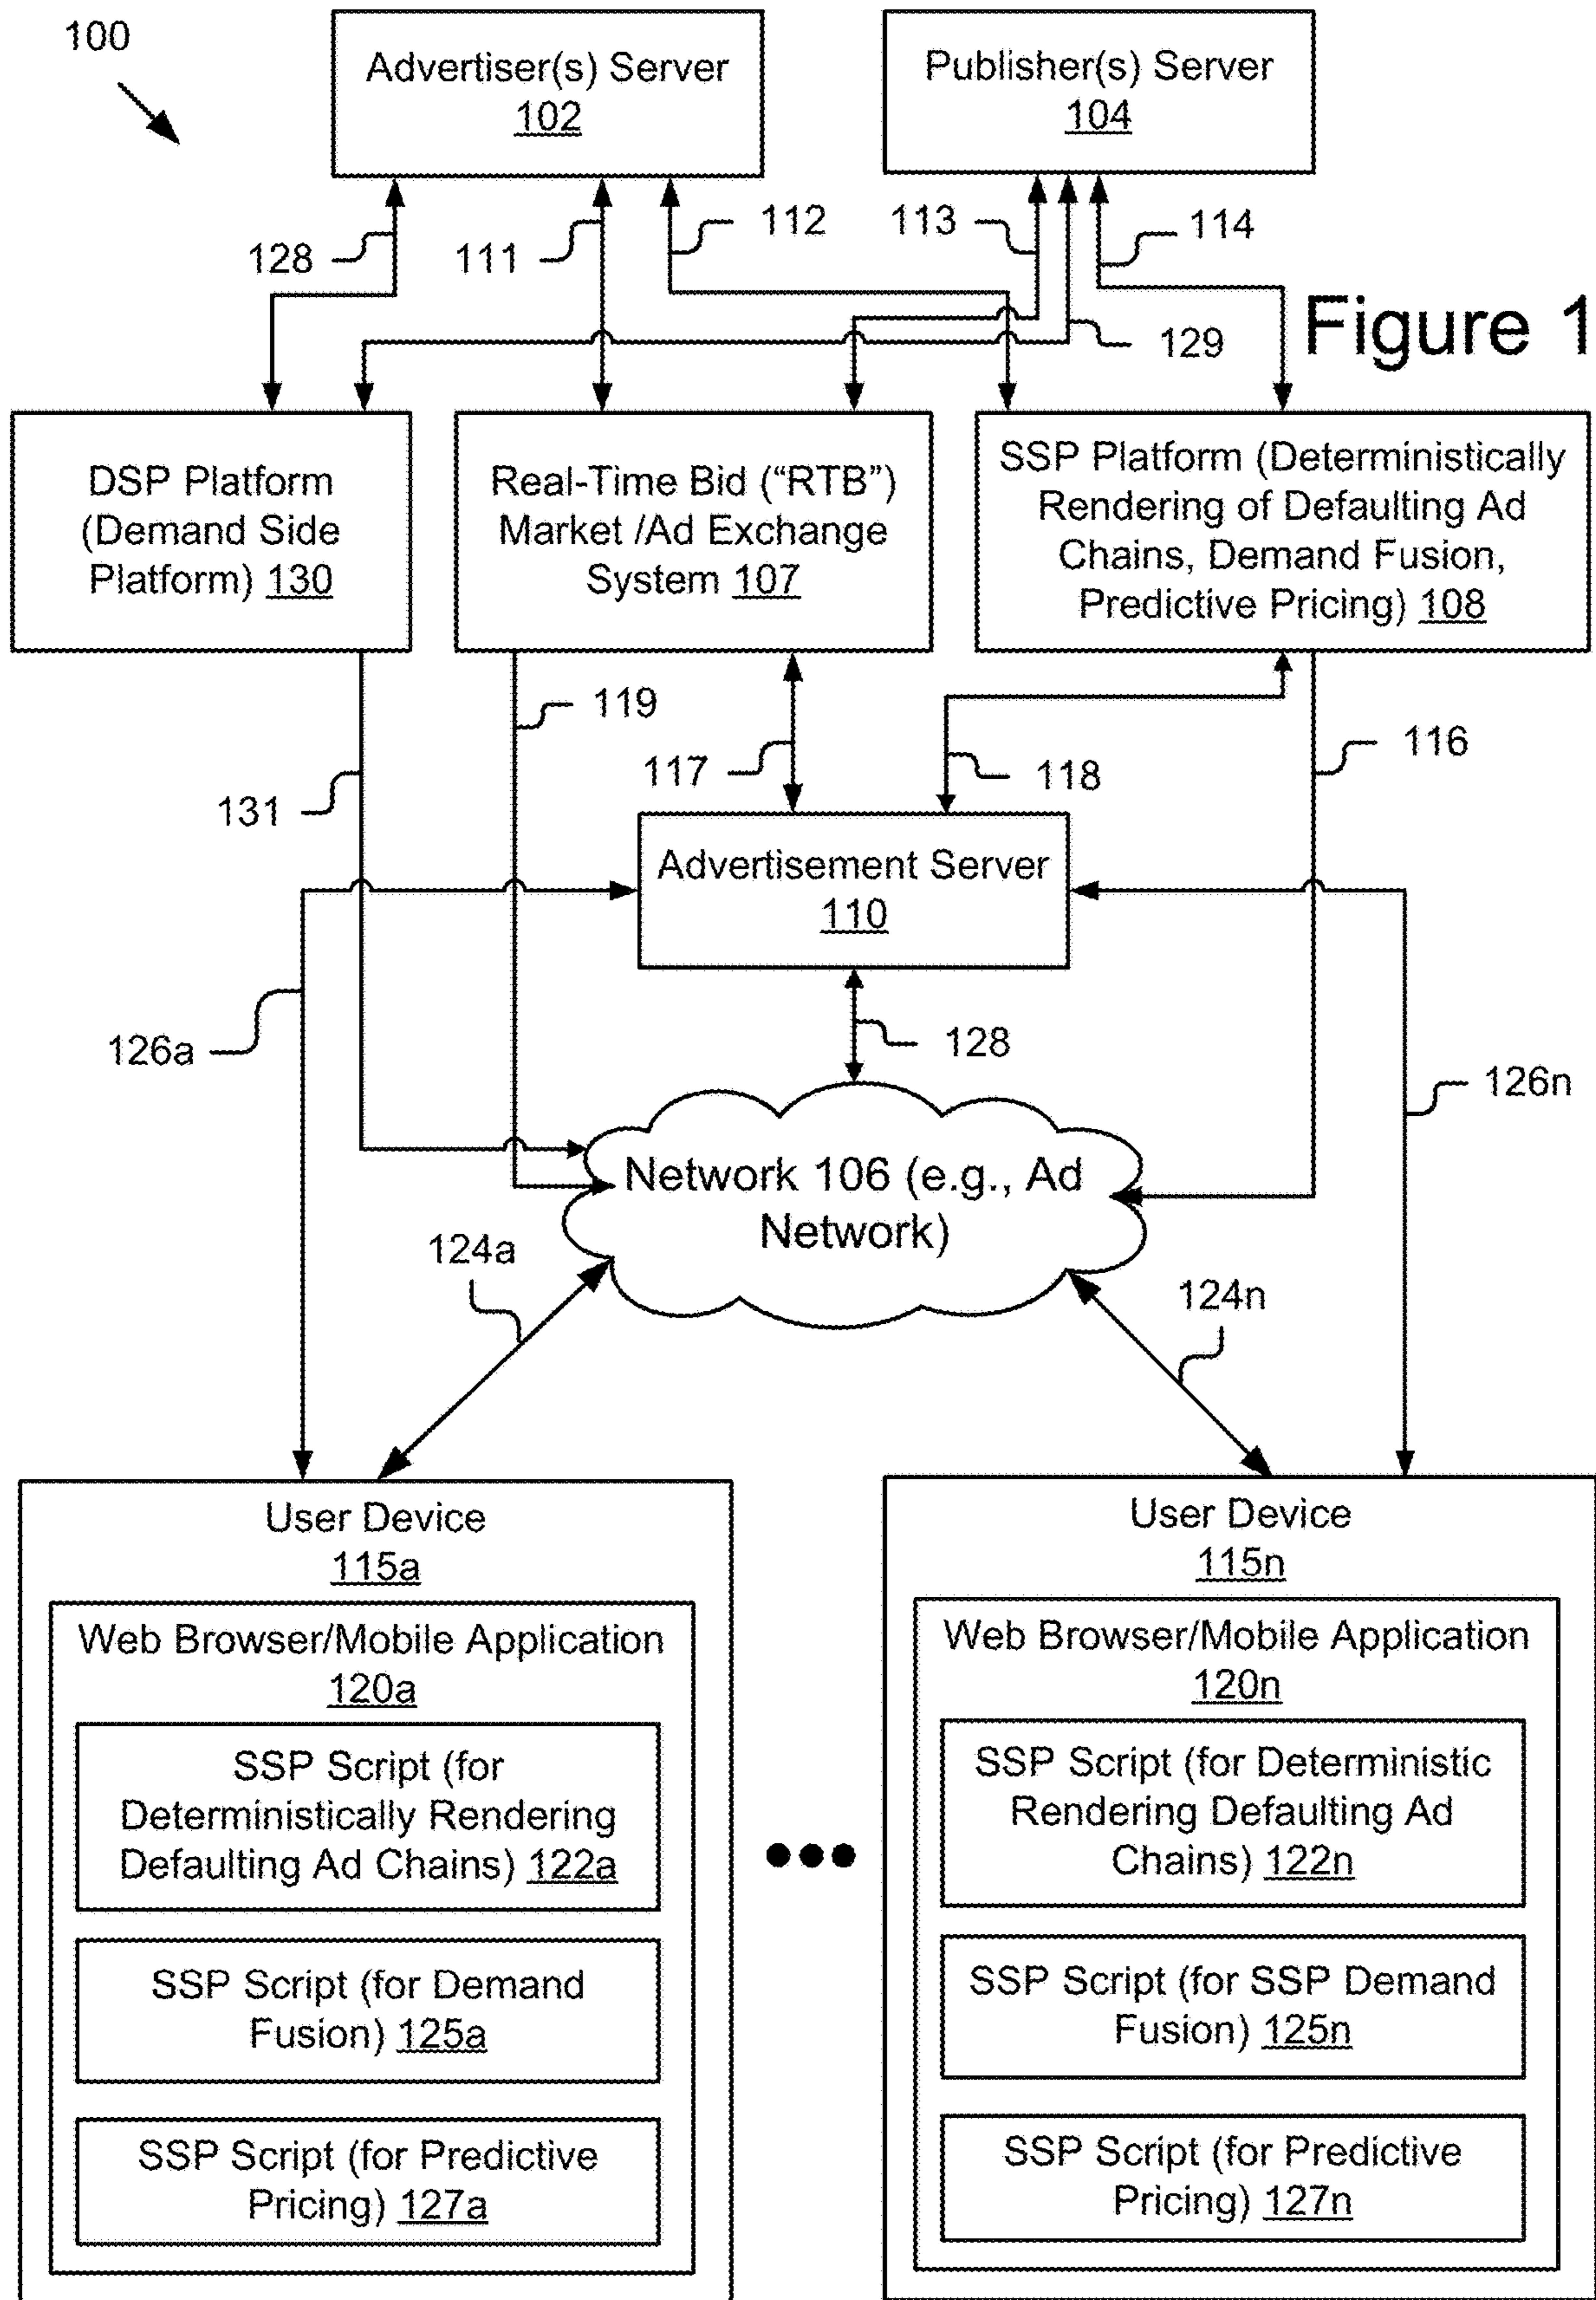 100
Advertiser(s) Server
102
Publisher(s) Server
104
128
111
112
113
114
129
Figure 1
DSP Platform
(Demand Side
Platform) 130
Real-Time Bid (“RTB”)
Market /Ad Exchange
System 107
SSP Platform (Deterministically
Rendering of Defaulting Ad
Chains, Demand Fusion,
Predictive Pricing) 108
131
119
117
118
116
Advertisement Server
110
126a
128
126n
Network 106 (e.g., Ad
Network)
124a
124n
User Device
115a
Web Browser/Mobile Application
120a
SSP Script (for
Deterministically Rendering
Defaulting Ad Chains) 122a
SSP Script (for Demand
Fusion) 125a
SSP Script (for Predictive
Pricing) 127a
User Device
115n
Web Browser/Mobile Application
120n
SSP Script (for Deterministic
Rendering Defaulting Ad
Chains) 122n
SSP Script (for SSP Demand
Fusion) 125n
SSP Script (for Predictive
Pricing) 127n